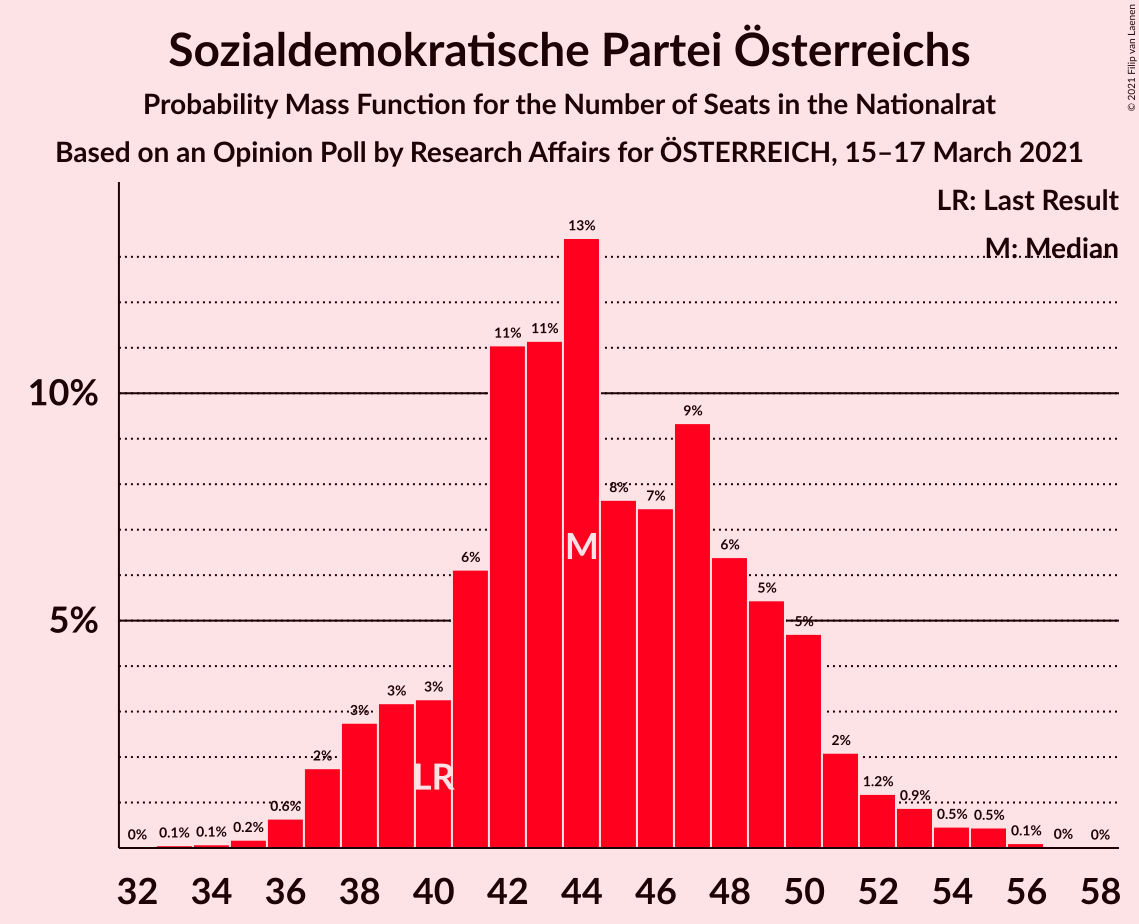 Sozialdemokratische Partei Österreichs
Probability Mass Function for the Number of Seats in the Nationalrat
Based on an Opinion Poll by Research Affairs for ÖSTERREICH, 15–17 March 2021
© 2021 Filip van Laenen
LR: Last Result
M: Median
10%
5%
0% 0.1% 0.1% 0.2% 0.6% 2% 3% 3% 3% 6% 11% 11% 13% 8% 7% 9% 6% 5% 5% 2% 1.2% 0.9% 0.5% 0.5% 0.1% 0% 0%
M
LR
32 34 36 38 40 42 44 46 48 50 52 54 56 58